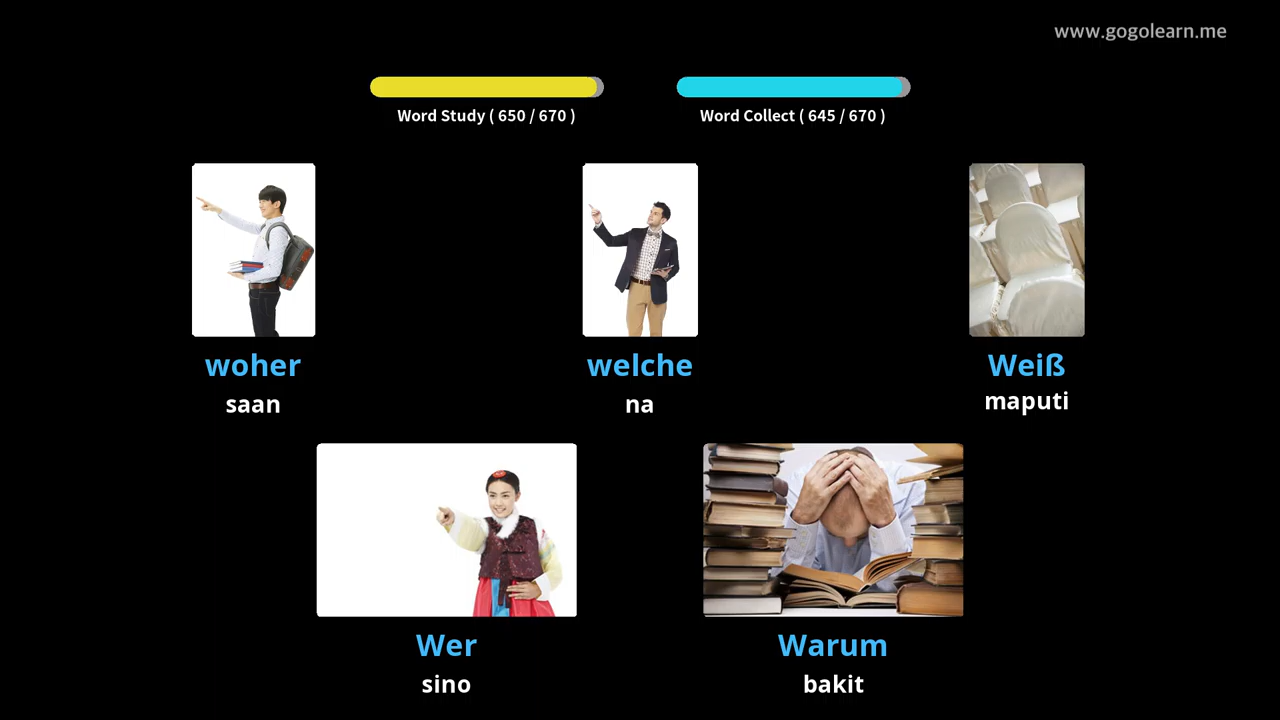 www.gogolearn.me
Word Study ( 650 / 670 )
Word Collect ( 645 / 670 )
woher
saan
welche
na
Weiß
maputi
Wer
sino
Warum
bakit